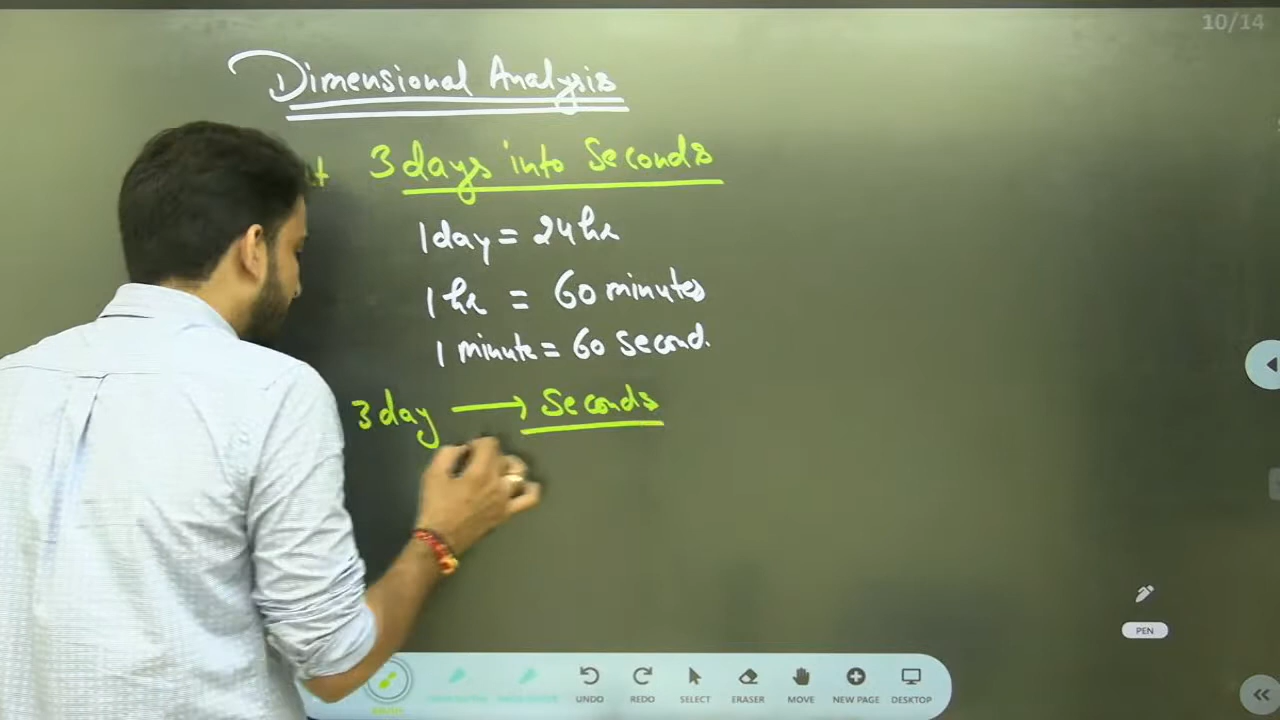 10/14
Dimensional Analysis
3 days into Seconds
1 day = 24 hr
1 hr = 60 minutes
1 minute = 60 Second.
3 day → Seconds
PEN
UNDO REDO SELECT ERASER MOVE NEW PAGE DESKTOP